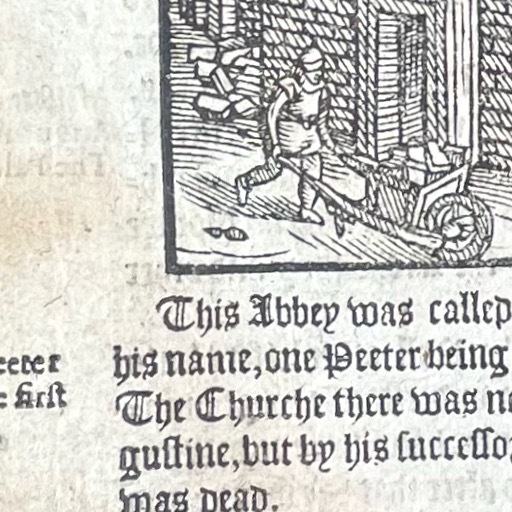 This Abbey was called
his name, one Peeter being
The Churche there was
gustine, but by his successo
was dead.
eeter
first